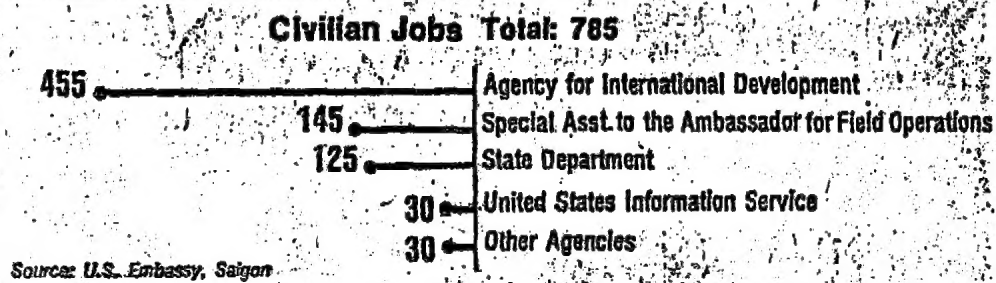 Civilian Jobs Total: 785
455 Agency for International Development
145 Special Asst. to the Ambassador for Field Operations
125 State Department
30 United States Information Service
30 Other Agencies
Source: U.S. Embassy, Saigon